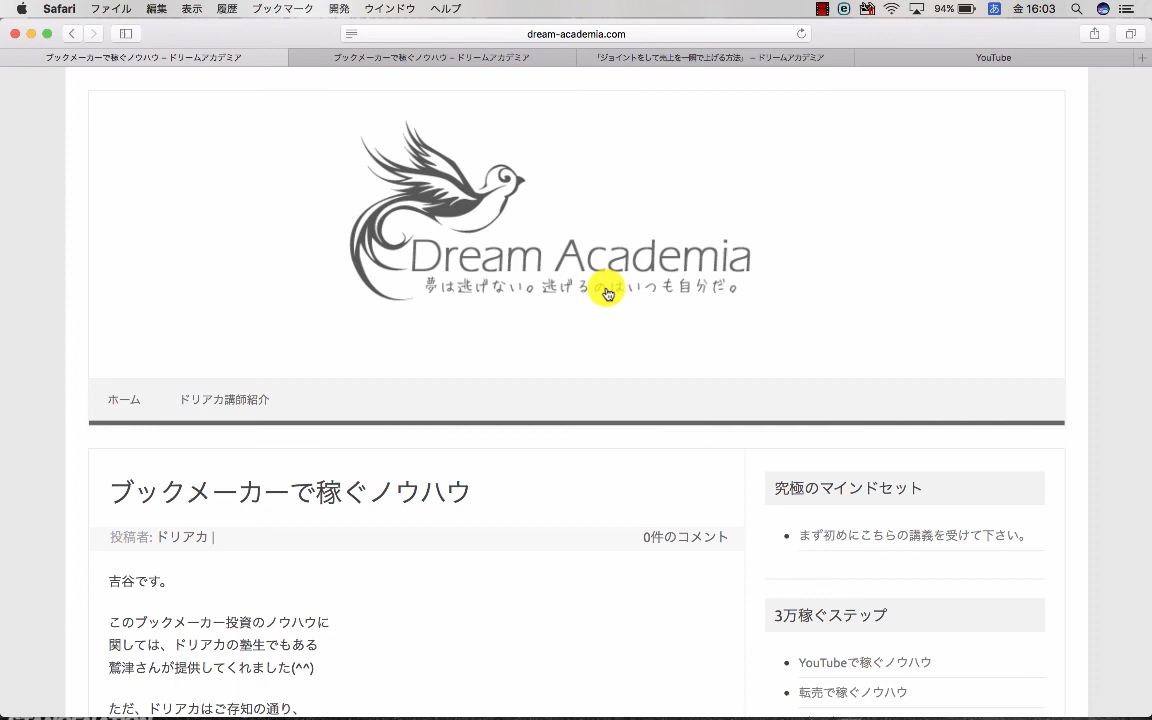 Safari ファイル 編集 表示 履歴 ブックマーク 開発 ウインドウ ヘルプ 94% あ 金 16:03
dream-academia.com
ブックメーカーで稼ぐノウハウ – ドリームアカデミア ブックメーカーで稼ぐノウハウ – ドリームアカデミア 「ジョイントをして売上を一瞬で上げる方法」 – ドリームアカデミア YouTube
Dream Academia
夢は逃げない。逃げるのはいつも自分だ。
ホーム ドリアカ講師紹介
ブックメーカーで稼ぐノウハウ
投稿者: ドリアカ | 0件のコメント
吉谷です。
このブックメーカー投資のノウハウに
関しては、ドリアカの塾生でもある
鷲津さんが提供してくれました(^^)
ただ、ドリアカはご存知の通り、
究極のマインドセット
まず初めにこちらの講義を受けて下さい。
3万稼ぐステップ
YouTubeで稼ぐノウハウ
転売で稼ぐノウハウ